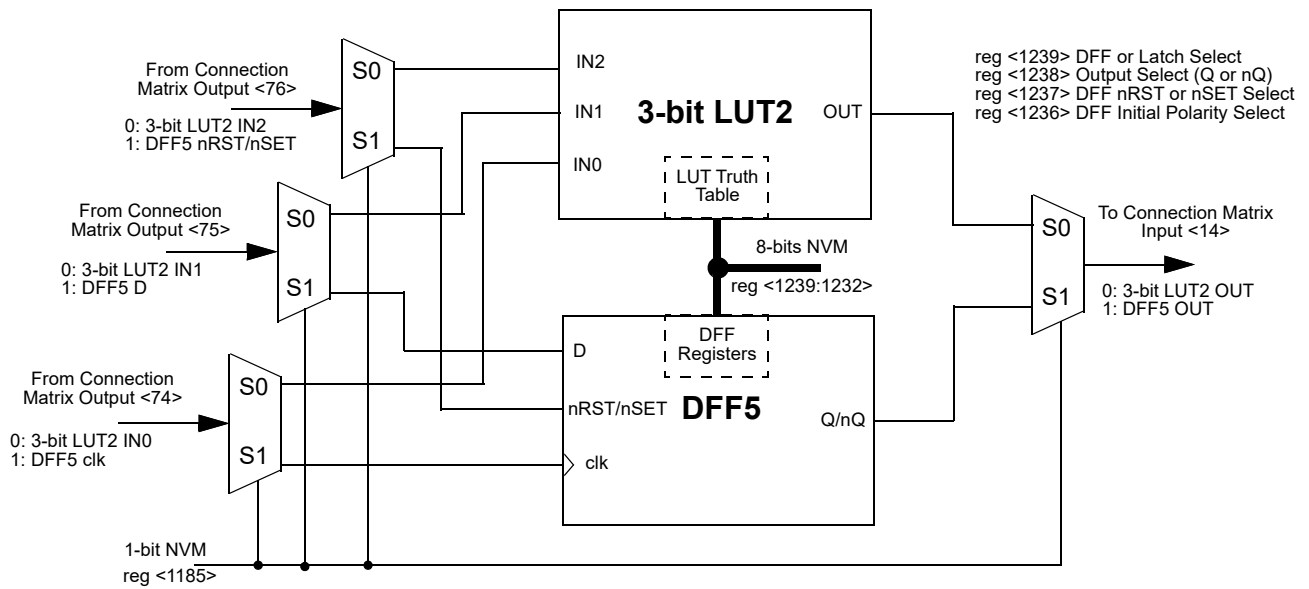 From Connection
Matrix Output <76>
0: 3-bit LUT2 IN2
1: DFF5 nRST/nSET
S0
S1
From Connection
Matrix Output <75>
0: 3-bit LUT2 IN1
1: DFF5 D
S0
S1
From Connection
Matrix Output <74>
0: 3-bit LUT2 IN0
1: DFF5 clk
S0
S1
1-bit NVM
reg <1185>
IN2
IN1
IN0
3-bit LUT2
OUT
LUT Truth
Table
8-bits NVM
reg <1239:1232>
DFF
Registers
D
nRST/nSET
clk
DFF5
Q/nQ
reg <1239> DFF or Latch Select
reg <1238> Output Select (Q or nQ)
reg <1237> DFF nRST or nSET Select
reg <1236> DFF Initial Polarity Select
S0
S1
To Connection Matrix
Input <14>
0: 3-bit LUT2 OUT
1: DFF5 OUT